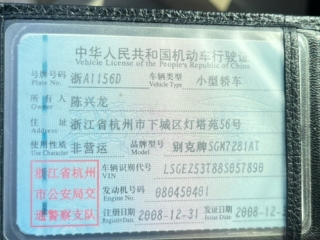 中华人民共和国机动车行驶证
Vehicle License of the People's Republic of China
号牌号码 浙A1156D 车辆类型 小型轿车
Plate No. Vehicle Type
所有人 陈兴龙
Owner
住址 浙江省杭州市下城区灯塔苑56号
使用性质 非营运 品牌型号 别克牌SGM7281AT
Use Character Model
浙江省杭州
市公安局交
通警察支队
车辆识别代号 LSGEZ53T88S057890
VIN
发动机号码 080450401
Engine No.
注册日期 2008-12-31 发证日期 2008-12-3
Register Date Issue Date